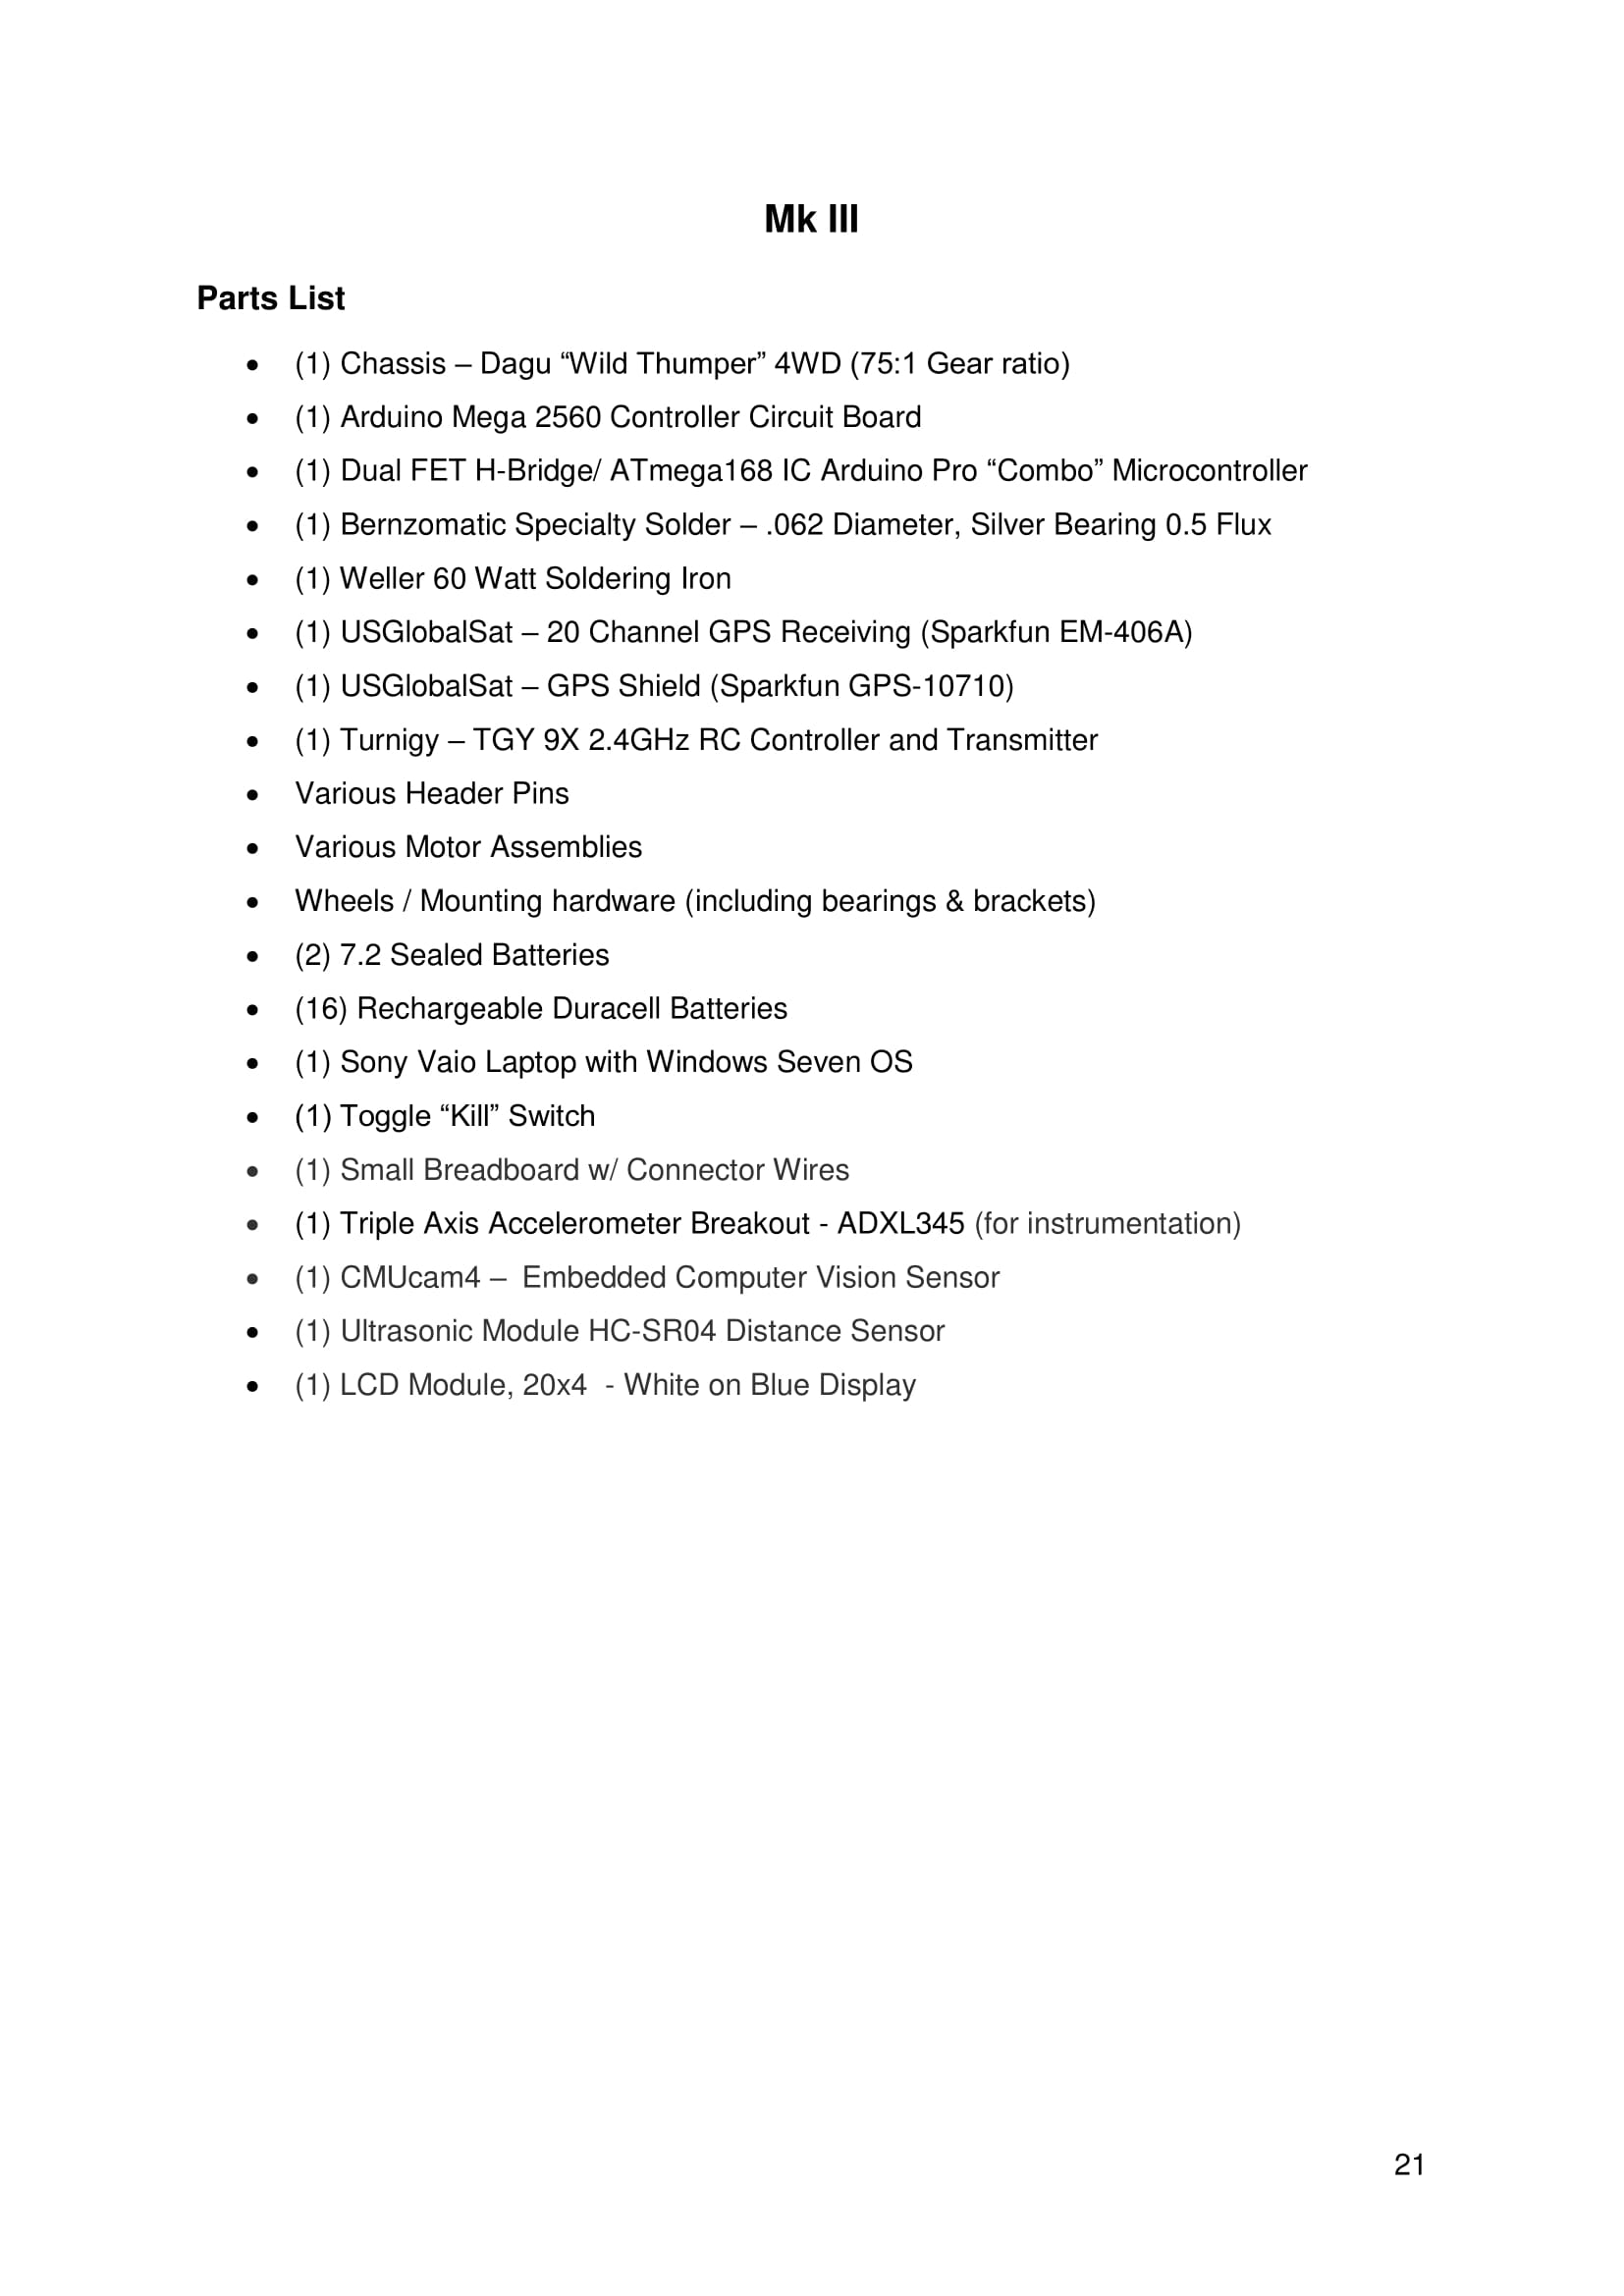 Mk III
Parts List
• (1) Chassis – Dagu “Wild Thumper” 4WD (75:1 Gear ratio)
• (1) Arduino Mega 2560 Controller Circuit Board
• (1) Dual FET H-Bridge/ ATmega168 IC Arduino Pro “Combo” Microcontroller
• (1) Bernzomatic Specialty Solder – .062 Diameter, Silver Bearing 0.5 Flux
• (1) Weller 60 Watt Soldering Iron
• (1) USGlobalSat – 20 Channel GPS Receiving (Sparkfun EM-406A)
• (1) USGlobalSat – GPS Shield (Sparkfun GPS-10710)
• (1) Turnigy – TGY 9X 2.4GHz RC Controller and Transmitter
• Various Header Pins
• Various Motor Assemblies
• Wheels / Mounting hardware (including bearings & brackets)
• (2) 7.2 Sealed Batteries
• (16) Rechargeable Duracell Batteries
• (1) Sony Vaio Laptop with Windows Seven OS
• (1) Toggle “Kill” Switch
• (1) Small Breadboard w/ Connector Wires
• (1) Triple Axis Accelerometer Breakout - ADXL345 (for instrumentation)
• (1) CMUcam4 –  Embedded Computer Vision Sensor
• (1) Ultrasonic Module HC-SR04 Distance Sensor
• (1) LCD Module, 20x4  - White on Blue Display
21